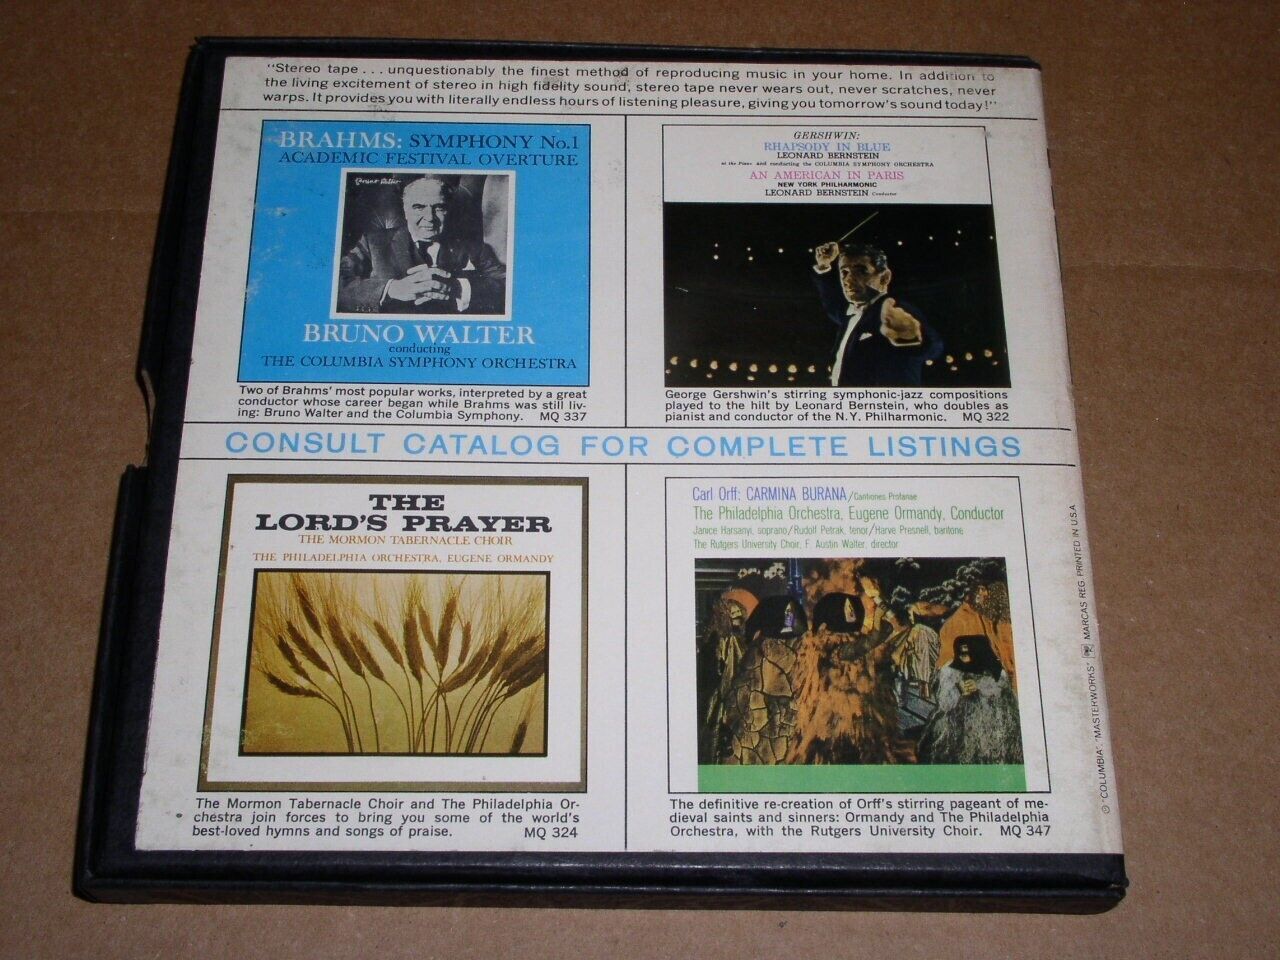 "Stereo tape . . . unquestionably the finest method of reproducing music in your home. In addition to
the living excitement of stereo in high fidelity sound, stereo tape never wears out, never scratches, never
warps. It provides you with literally endless hours of listening pleasure, giving you tomorrow's sound today!"
BRAHMS: SYMPHONY No.1
ACADEMIC FESTIVAL OVERTURE
Bruno Walter
BRUNO WALTER
conducting
THE COLUMBIA SYMPHONY ORCHESTRA
Two of Brahms' most popular works, interpreted by a great
conductor whose career began while Brahms was still liv-
ing: Bruno Walter and the Columbia Symphony. MQ 337
GERSHWIN:
RHAPSODY IN BLUE
LEONARD BERNSTEIN
at the Piano and conducting the COLUMBIA SYMPHONY ORCHESTRA
AN AMERICAN IN PARIS
NEW YORK PHILHARMONIC
LEONARD BERNSTEIN Conductor
George Gershwin's stirring symphonic-jazz compositions
played to the hilt by Leonard Bernstein, who doubles as
pianist and conductor of the N.Y. Philharmonic. MQ 322
CONSULT CATALOG FOR COMPLETE LISTINGS
THE
LORD'S PRAYER
THE MORMON TABERNACLE CHOIR
THE PHILADELPHIA ORCHESTRA, EUGENE ORMANDY
The Mormon Tabernacle Choir and The Philadelphia Or-
chestra join forces to bring you some of the world's
best-loved hymns and songs of praise. MQ 324
Carl Orff: CARMINA BURANA/Cantiones Profanae
The Philadelphia Orchestra, Eugene Ormandy, Conductor
Janice Harsanyi, soprano/Rudolf Petrak, tenor/Harve Presnell, baritone
The Rutgers University Choir, F. Austin Walter, director
The definitive re-creation of Orff's stirring pageant of me-
dieval saints and sinners: Ormandy and The Philadelphia
Orchestra, with the Rutgers University Choir. MQ 347
© "COLUMBIA", "MASTERWORKS" MARCAS REG. PRINTED IN U.S.A